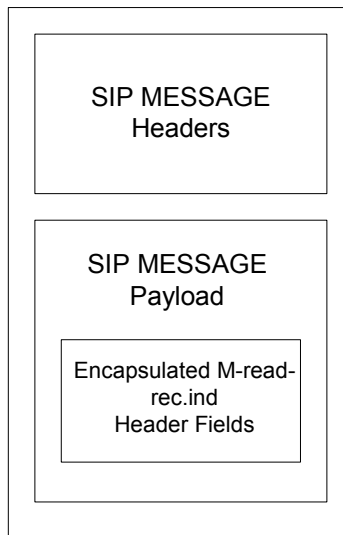 SIP MESSAGE
Headers
SIP MESSAGE
Payload
Encapsulated M-read-
rec.ind
Header Fields